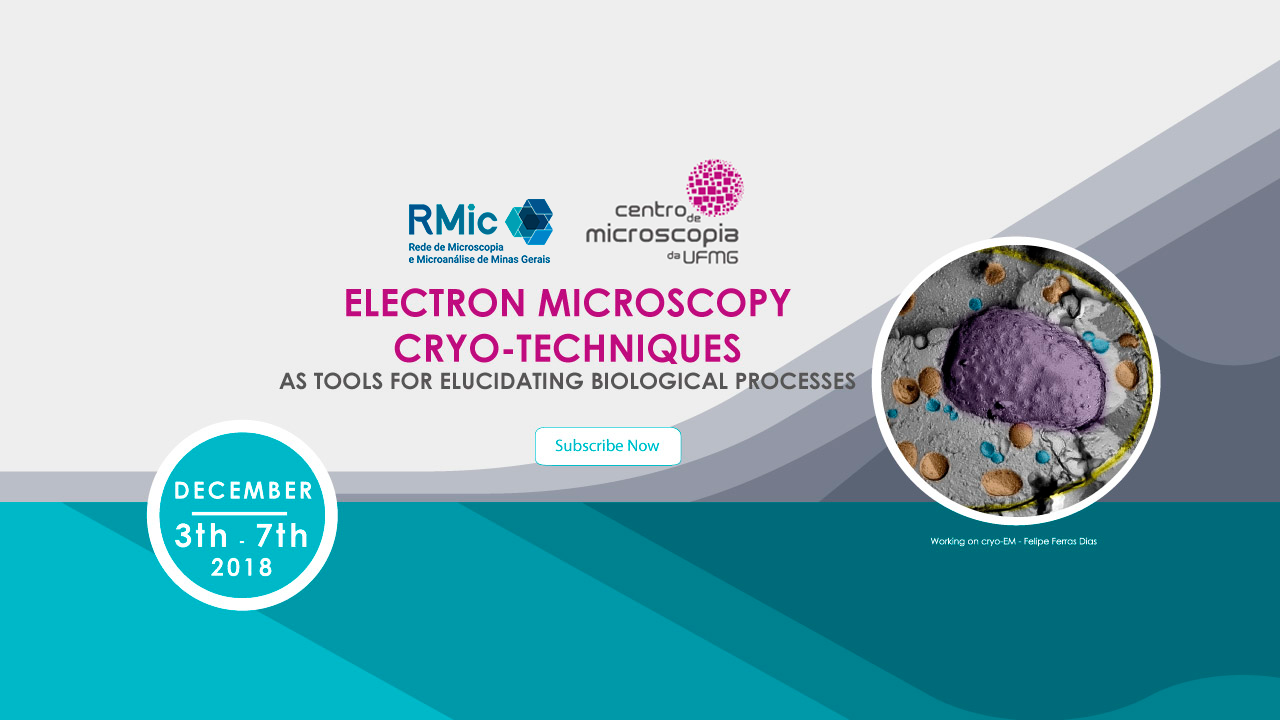 RMic
Rede de Microscopia
e Microanálise de Minas Gerais
centro
de
microscopia
da UFMG
ELECTRON MICROSCOPY
CRYO-TECHNIQUES
AS TOOLS FOR ELUCIDATING BIOLOGICAL PROCESSES
Subscribe Now
DECEMBER
3th - 7th
2018
Working on cryo-EM - Felipe Ferras Dias